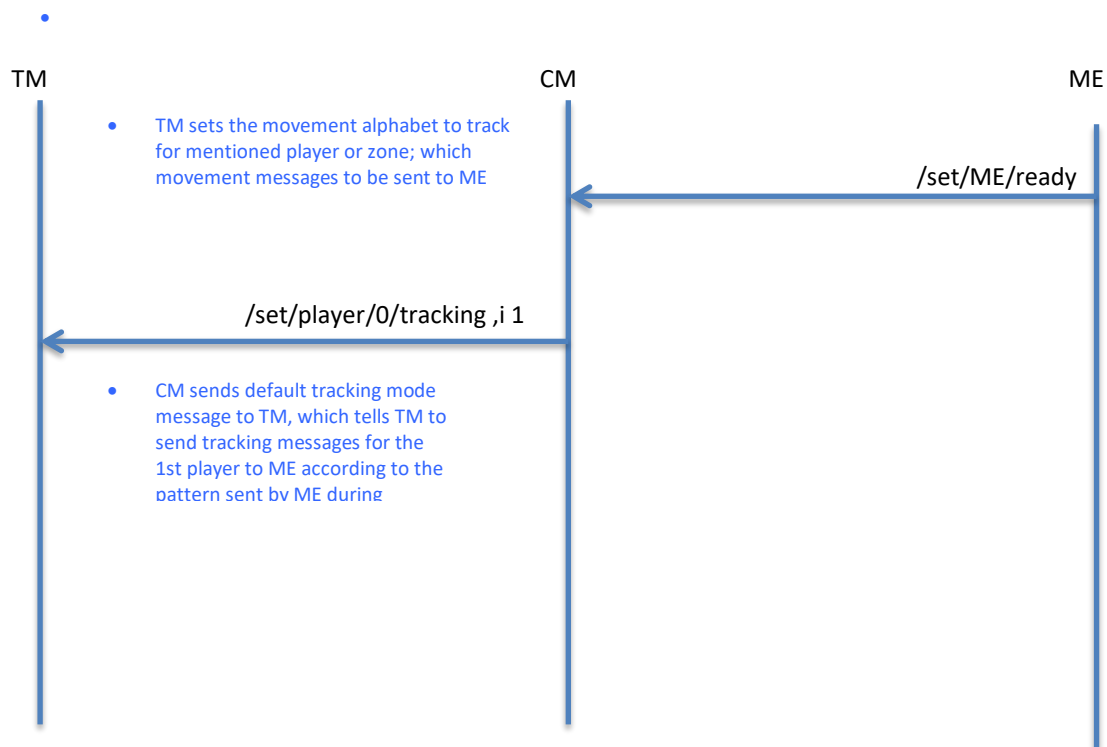 •
TM CM ME
• TM sets the movement alphabet to track
for mentioned player or zone; which
movement messages to be sent to ME
/set/ME/ready
/set/player/0/tracking ,i 1
• CM sends default tracking mode
message to TM, which tells TM to
send tracking messages for the
1st player to ME according to the
pattern sent by ME during